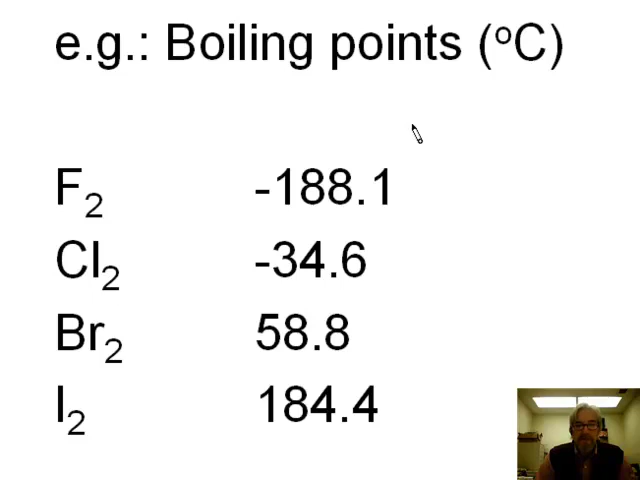 e.g.: Boiling points (ºC)
F₂ -188.1
Cl₂ -34.6
Br₂ 58.8
I₂ 184.4